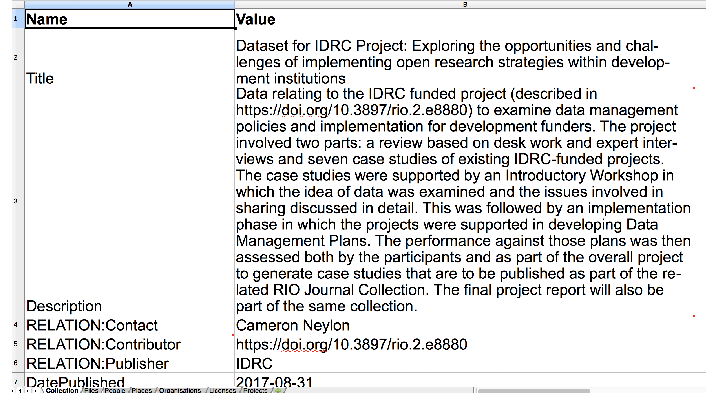 A B
1 Name Value
Dataset for IDRC Project: Exploring the opportunities and chal-
lenges of implementing open research strategies within develop-
2 Title ment institutions
Data relating to the IDRC funded project (described in
https://doi.org/10.3897/rio.2.e8880) to examine data management
policies and implementation for development funders. The project
involved two parts: a review based on desk work and expert inter-
views and seven case studies of existing IDRC-funded projects.
The case studies were supported by an Introductory Workshop in
which the idea of data was examined and the issues involved in
sharing discussed in detail. This was followed by an implementation
phase in which the projects were supported in developing Data
Management Plans. The performance against those plans was then
assessed both by the participants and as part of the overall project
to generate case studies that are to be published as part of the re-
lated RIO Journal Collection. The final project report will also be
3 Description part of the same collection.
4 RELATION:Contact Cameron Neylon
5 RELATION:Contributor https://doi.org/10.3897/rio.2.e8880
6 RELATION:Publisher IDRC
7 DatePublished 2017-08-31
Collection Files People Places Organisations Licenses Projects